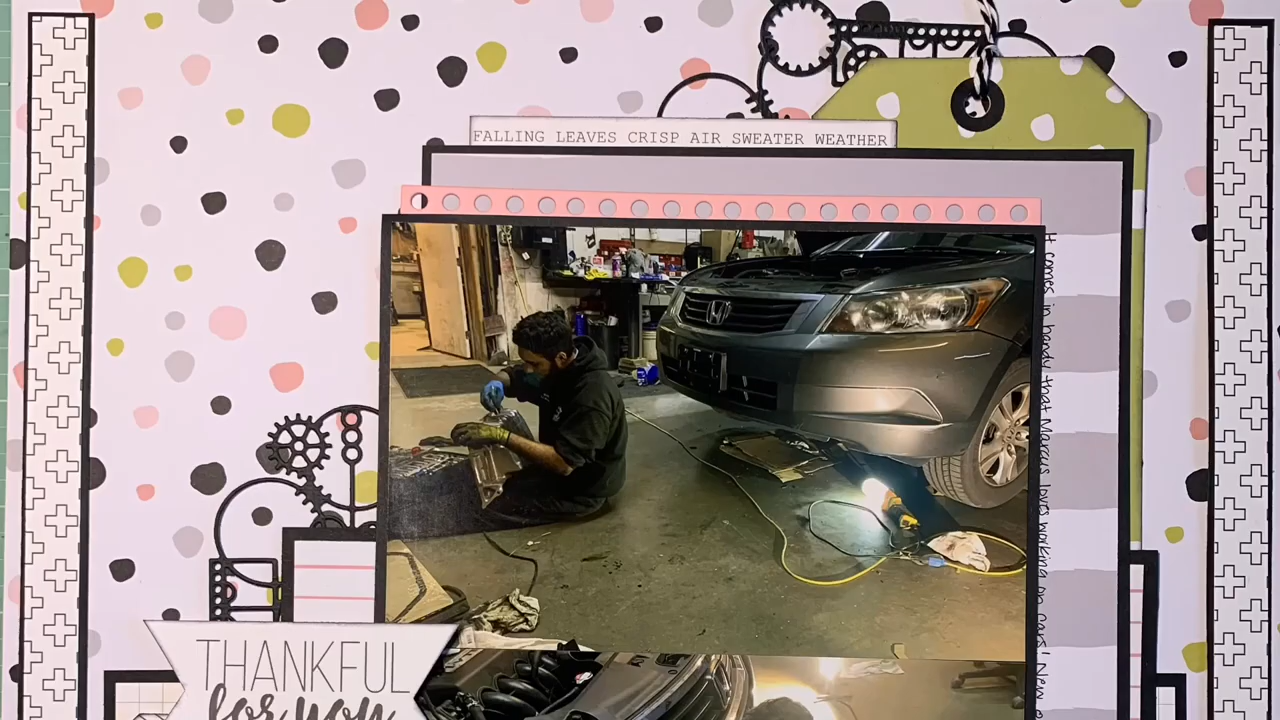 FALLING LEAVES CRISP AIR SWEATER WEATHER
It comes in handy that Marcus loves working on cars! New
THANKFUL
for you